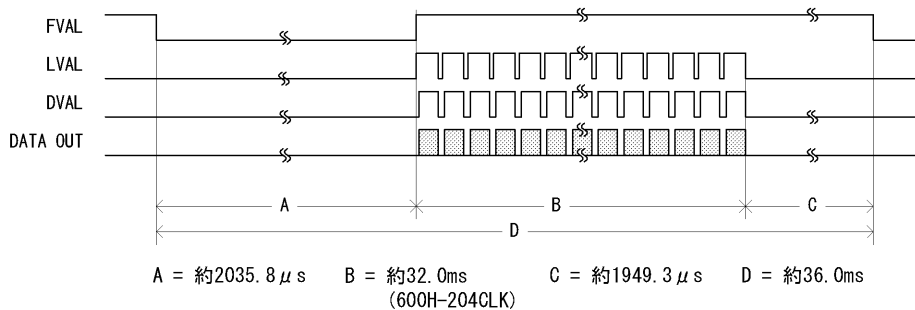 FVAL
LVAL
DVAL
DATA OUT
A
B
C
D
A = 約2035.8μs B = 約32.0ms C = 約1949.3μs D = 約36.0ms
(600H-204CLK)